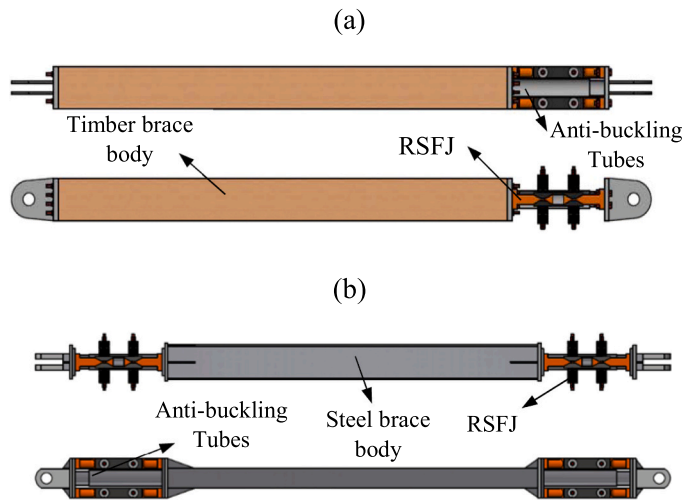 (a)
Timber brace
body
RSFJ
Anti-buckling
Tubes
(b)
Anti-buckling
Tubes
Steel brace
body
RSFJ